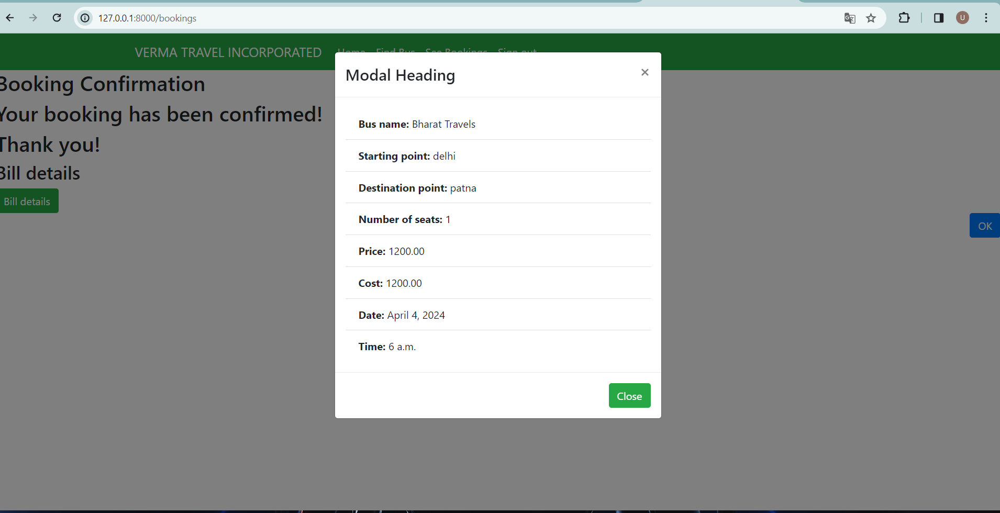 127.0.0.1:8000/bookings
U
VERMA TRAVEL INCORPORATED Home Find Bus See Bookings Sign out
Modal Heading
×
Booking Confirmation
Your booking has been confirmed!
Thank you!
Bill details
Bill details
OK
Bus name: Bharat Travels
Starting point: delhi
Destination point: patna
Number of seats: 1
Price: 1200.00
Cost: 1200.00
Date: April 4, 2024
Time: 6 a.m.
Close